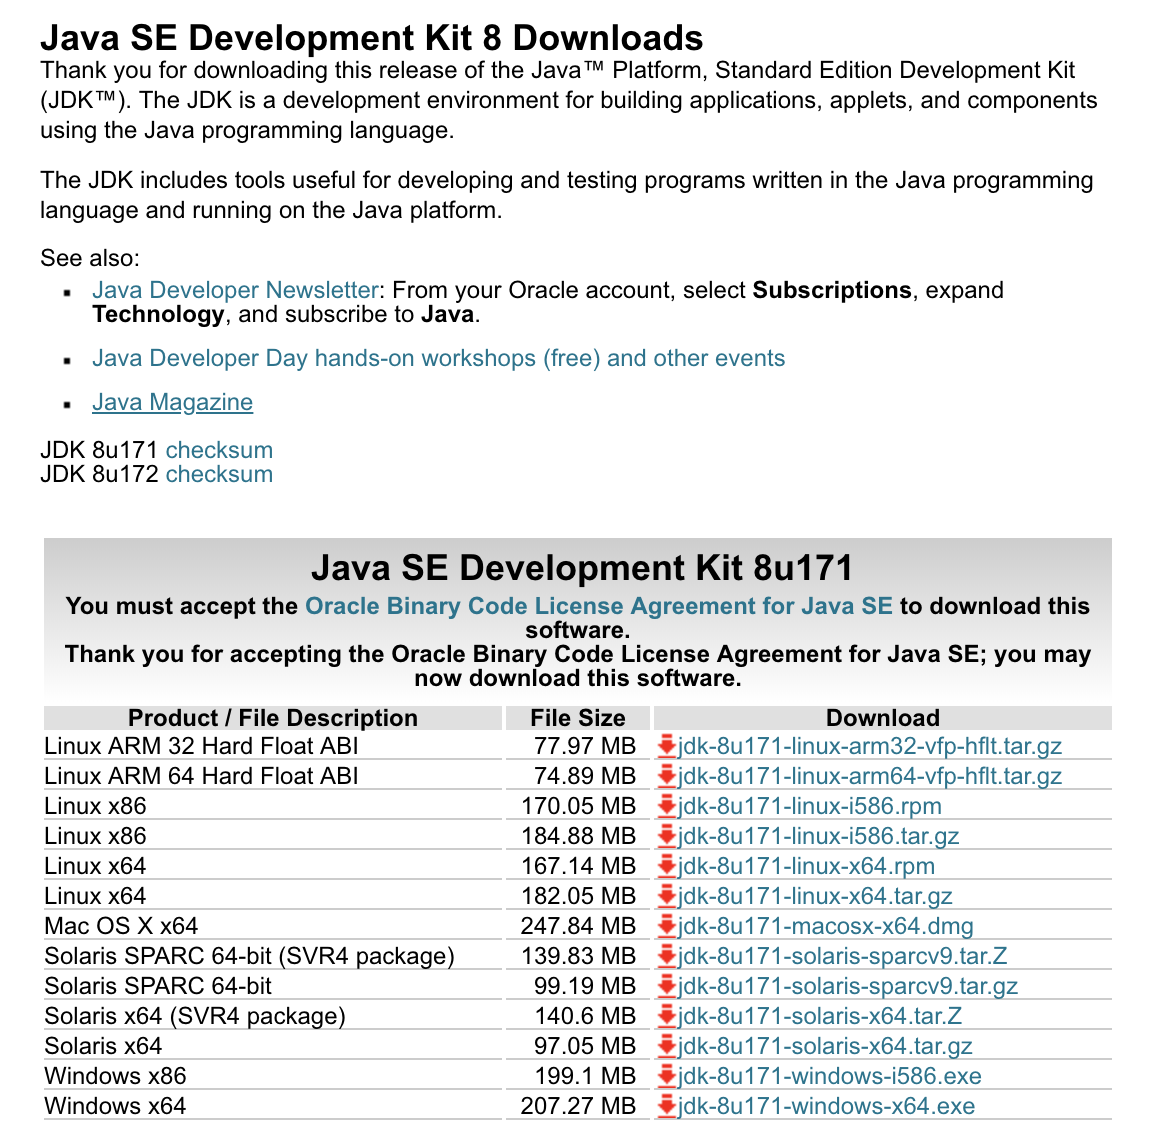 Java SE Development Kit 8 Downloads
Thank you for downloading this release of the Java™ Platform, Standard Edition Development Kit
(JDK™). The JDK is a development environment for building applications, applets, and components
using the Java programming language.
The JDK includes tools useful for developing and testing programs written in the Java programming
language and running on the Java platform.
See also:
Java Developer Newsletter: From your Oracle account, select Subscriptions, expand
Technology, and subscribe to Java.
Java Developer Day hands-on workshops (free) and other events
Java Magazine
JDK 8u171 checksum
JDK 8u172 checksum
Java SE Development Kit 8u171
You must accept the Oracle Binary Code License Agreement for Java SE to download this
software.
Thank you for accepting the Oracle Binary Code License Agreement for Java SE; you may
now download this software.
Product / File Description File Size Download
Linux ARM 32 Hard Float ABI 77.97 MB jdk-8u171-linux-arm32-vfp-hflt.tar.gz
Linux ARM 64 Hard Float ABI 74.89 MB jdk-8u171-linux-arm64-vfp-hflt.tar.gz
Linux x86 170.05 MB jdk-8u171-linux-i586.rpm
Linux x86 184.88 MB jdk-8u171-linux-i586.tar.gz
Linux x64 167.14 MB jdk-8u171-linux-x64.rpm
Linux x64 182.05 MB jdk-8u171-linux-x64.tar.gz
Mac OS X x64 247.84 MB jdk-8u171-macosx-x64.dmg
Solaris SPARC 64-bit (SVR4 package) 139.83 MB jdk-8u171-solaris-sparcv9.tar.Z
Solaris SPARC 64-bit 99.19 MB jdk-8u171-solaris-sparcv9.tar.gz
Solaris x64 (SVR4 package) 140.6 MB jdk-8u171-solaris-x64.tar.Z
Solaris x64 97.05 MB jdk-8u171-solaris-x64.tar.gz
Windows x86 199.1 MB jdk-8u171-windows-i586.exe
Windows x64 207.27 MB jdk-8u171-windows-x64.exe